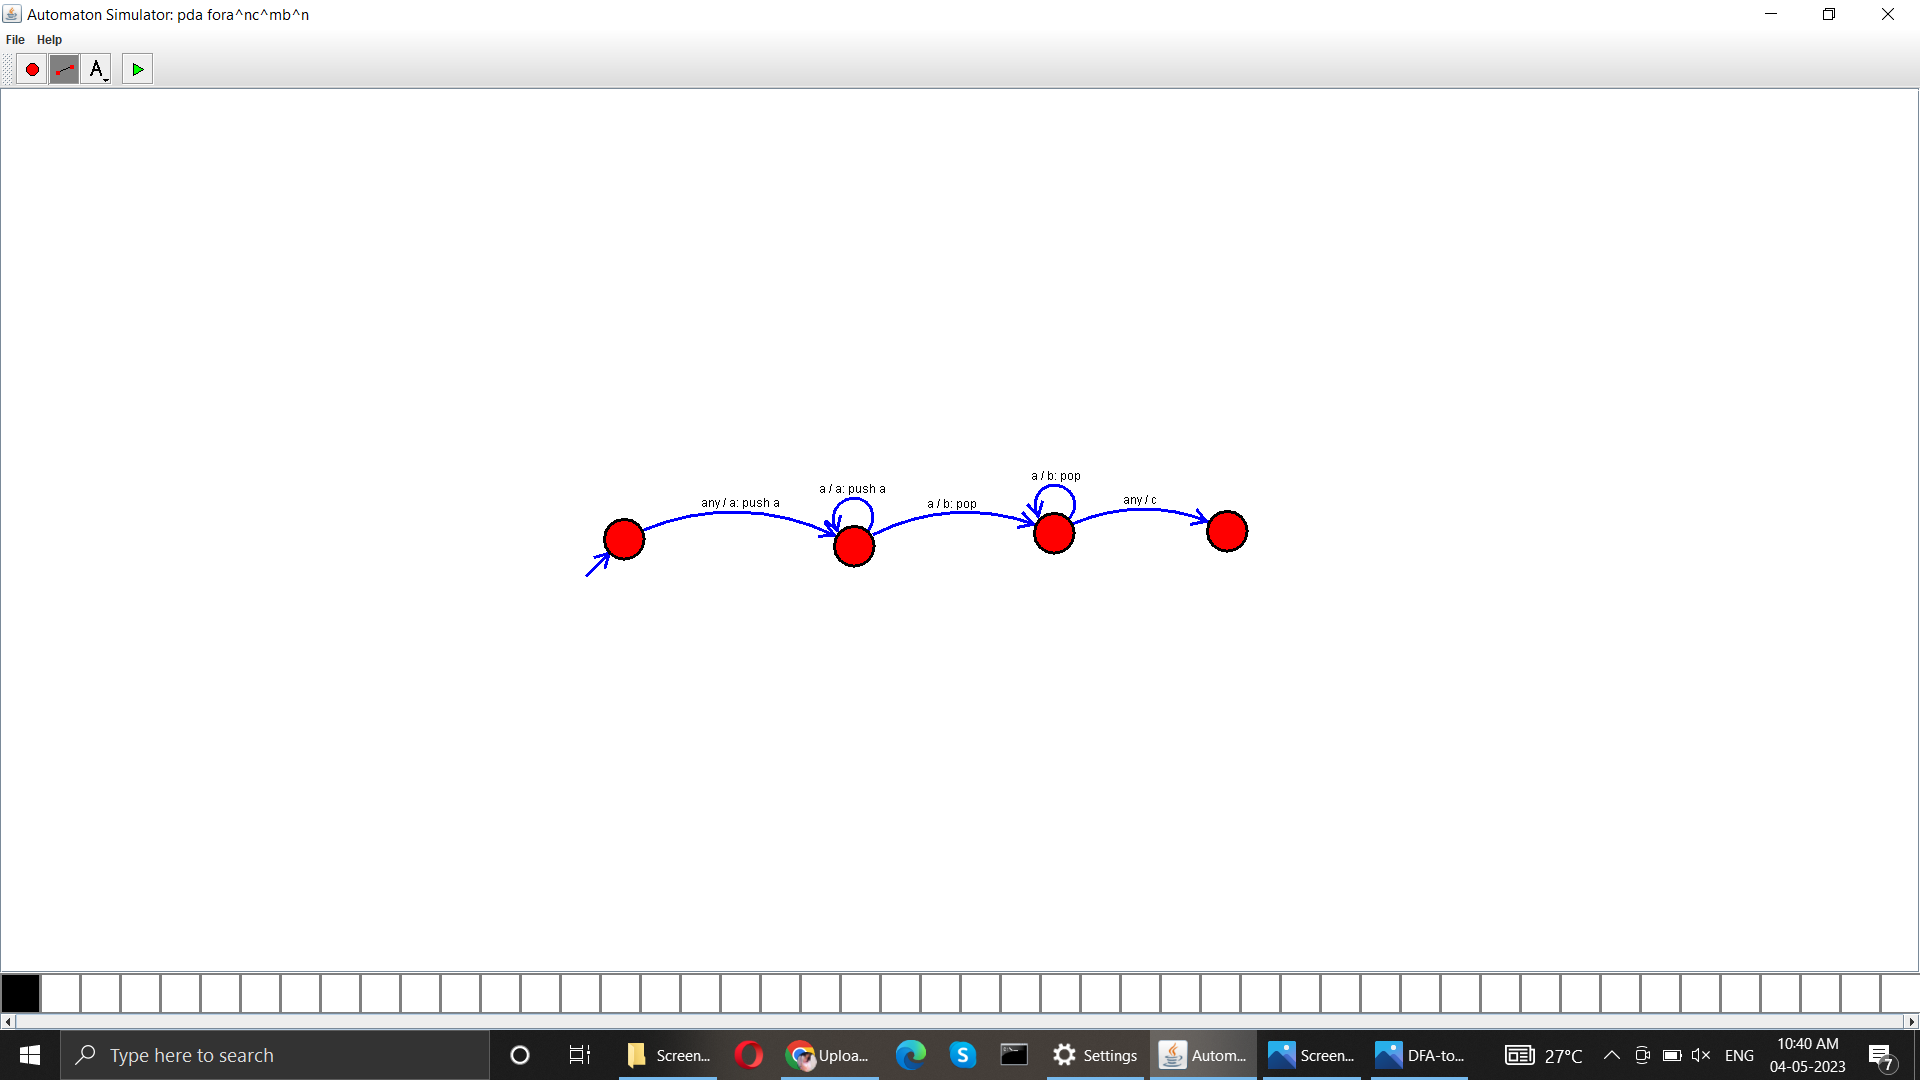 Automaton Simulator: pda fora^nc^mb^n
File Help
A
any / a: push a
a / a: push a
a / b: pop
a / b: pop
any / c
Type here to search
Screen...
Uploa...
Settings
Autom...
Screen...
DFA-to...
27°C
ENG
10:40 AM
04-05-2023
7